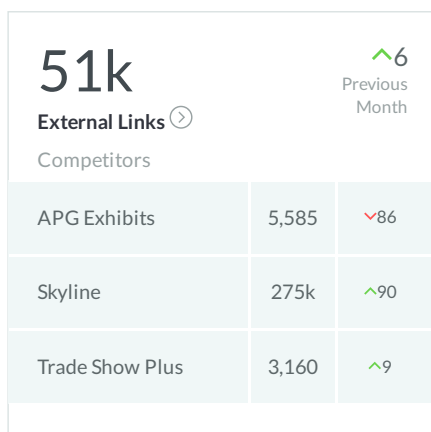 51k
6
External Links
Previous
Month
Competitors
APG Exhibits 5,585 86
Skyline 275k 90
Trade Show Plus 3,160 9